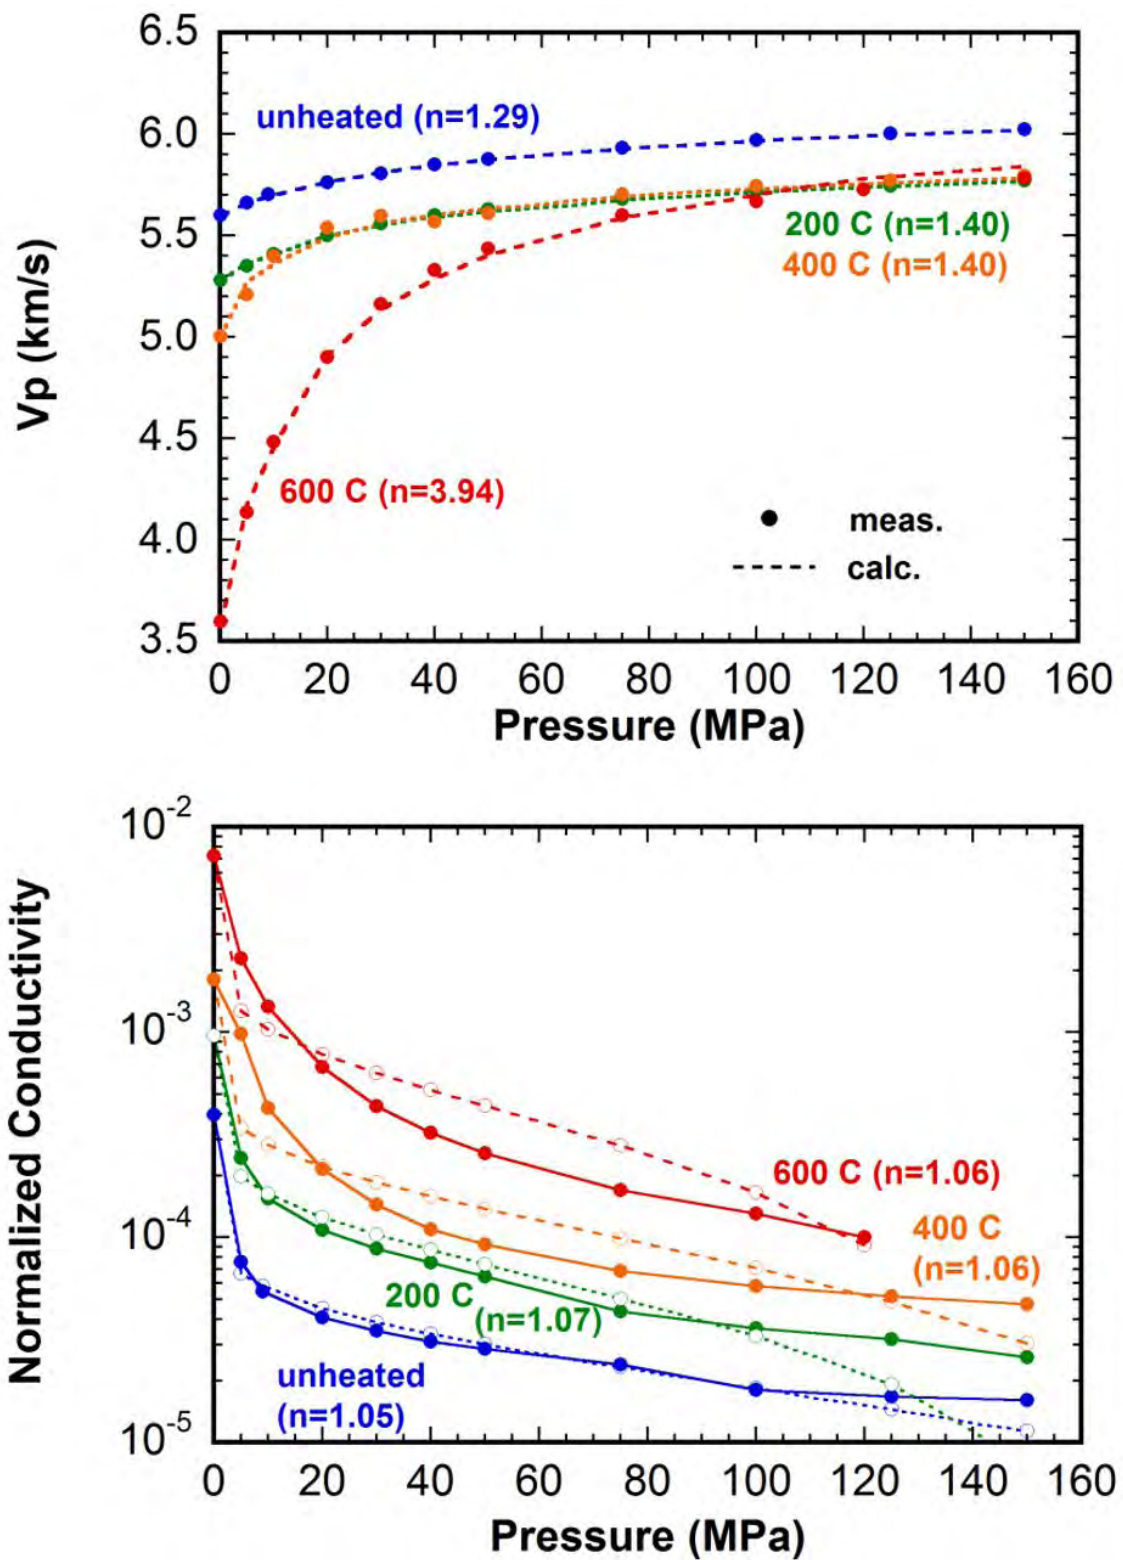 6.5
unheated (n=1.29)
6.0
5.5
200 C (n=1.40)
400 C (n=1.40)
Vp (km/s)
5.0
4.5
600 C (n=3.94)
meas.
4.0
calc.
3.5
0 20 40 60 80 100 120 140 160
Pressure (MPa)
10-2
Normalized Conductivity
10-3
600 C (n=1.06)
400 C
(n=1.06)
10-4
200 C
(n=1.07)
unheated
(n=1.05)
10-5
0 20 40 60 80 100 120 140 160
Pressure (MPa)